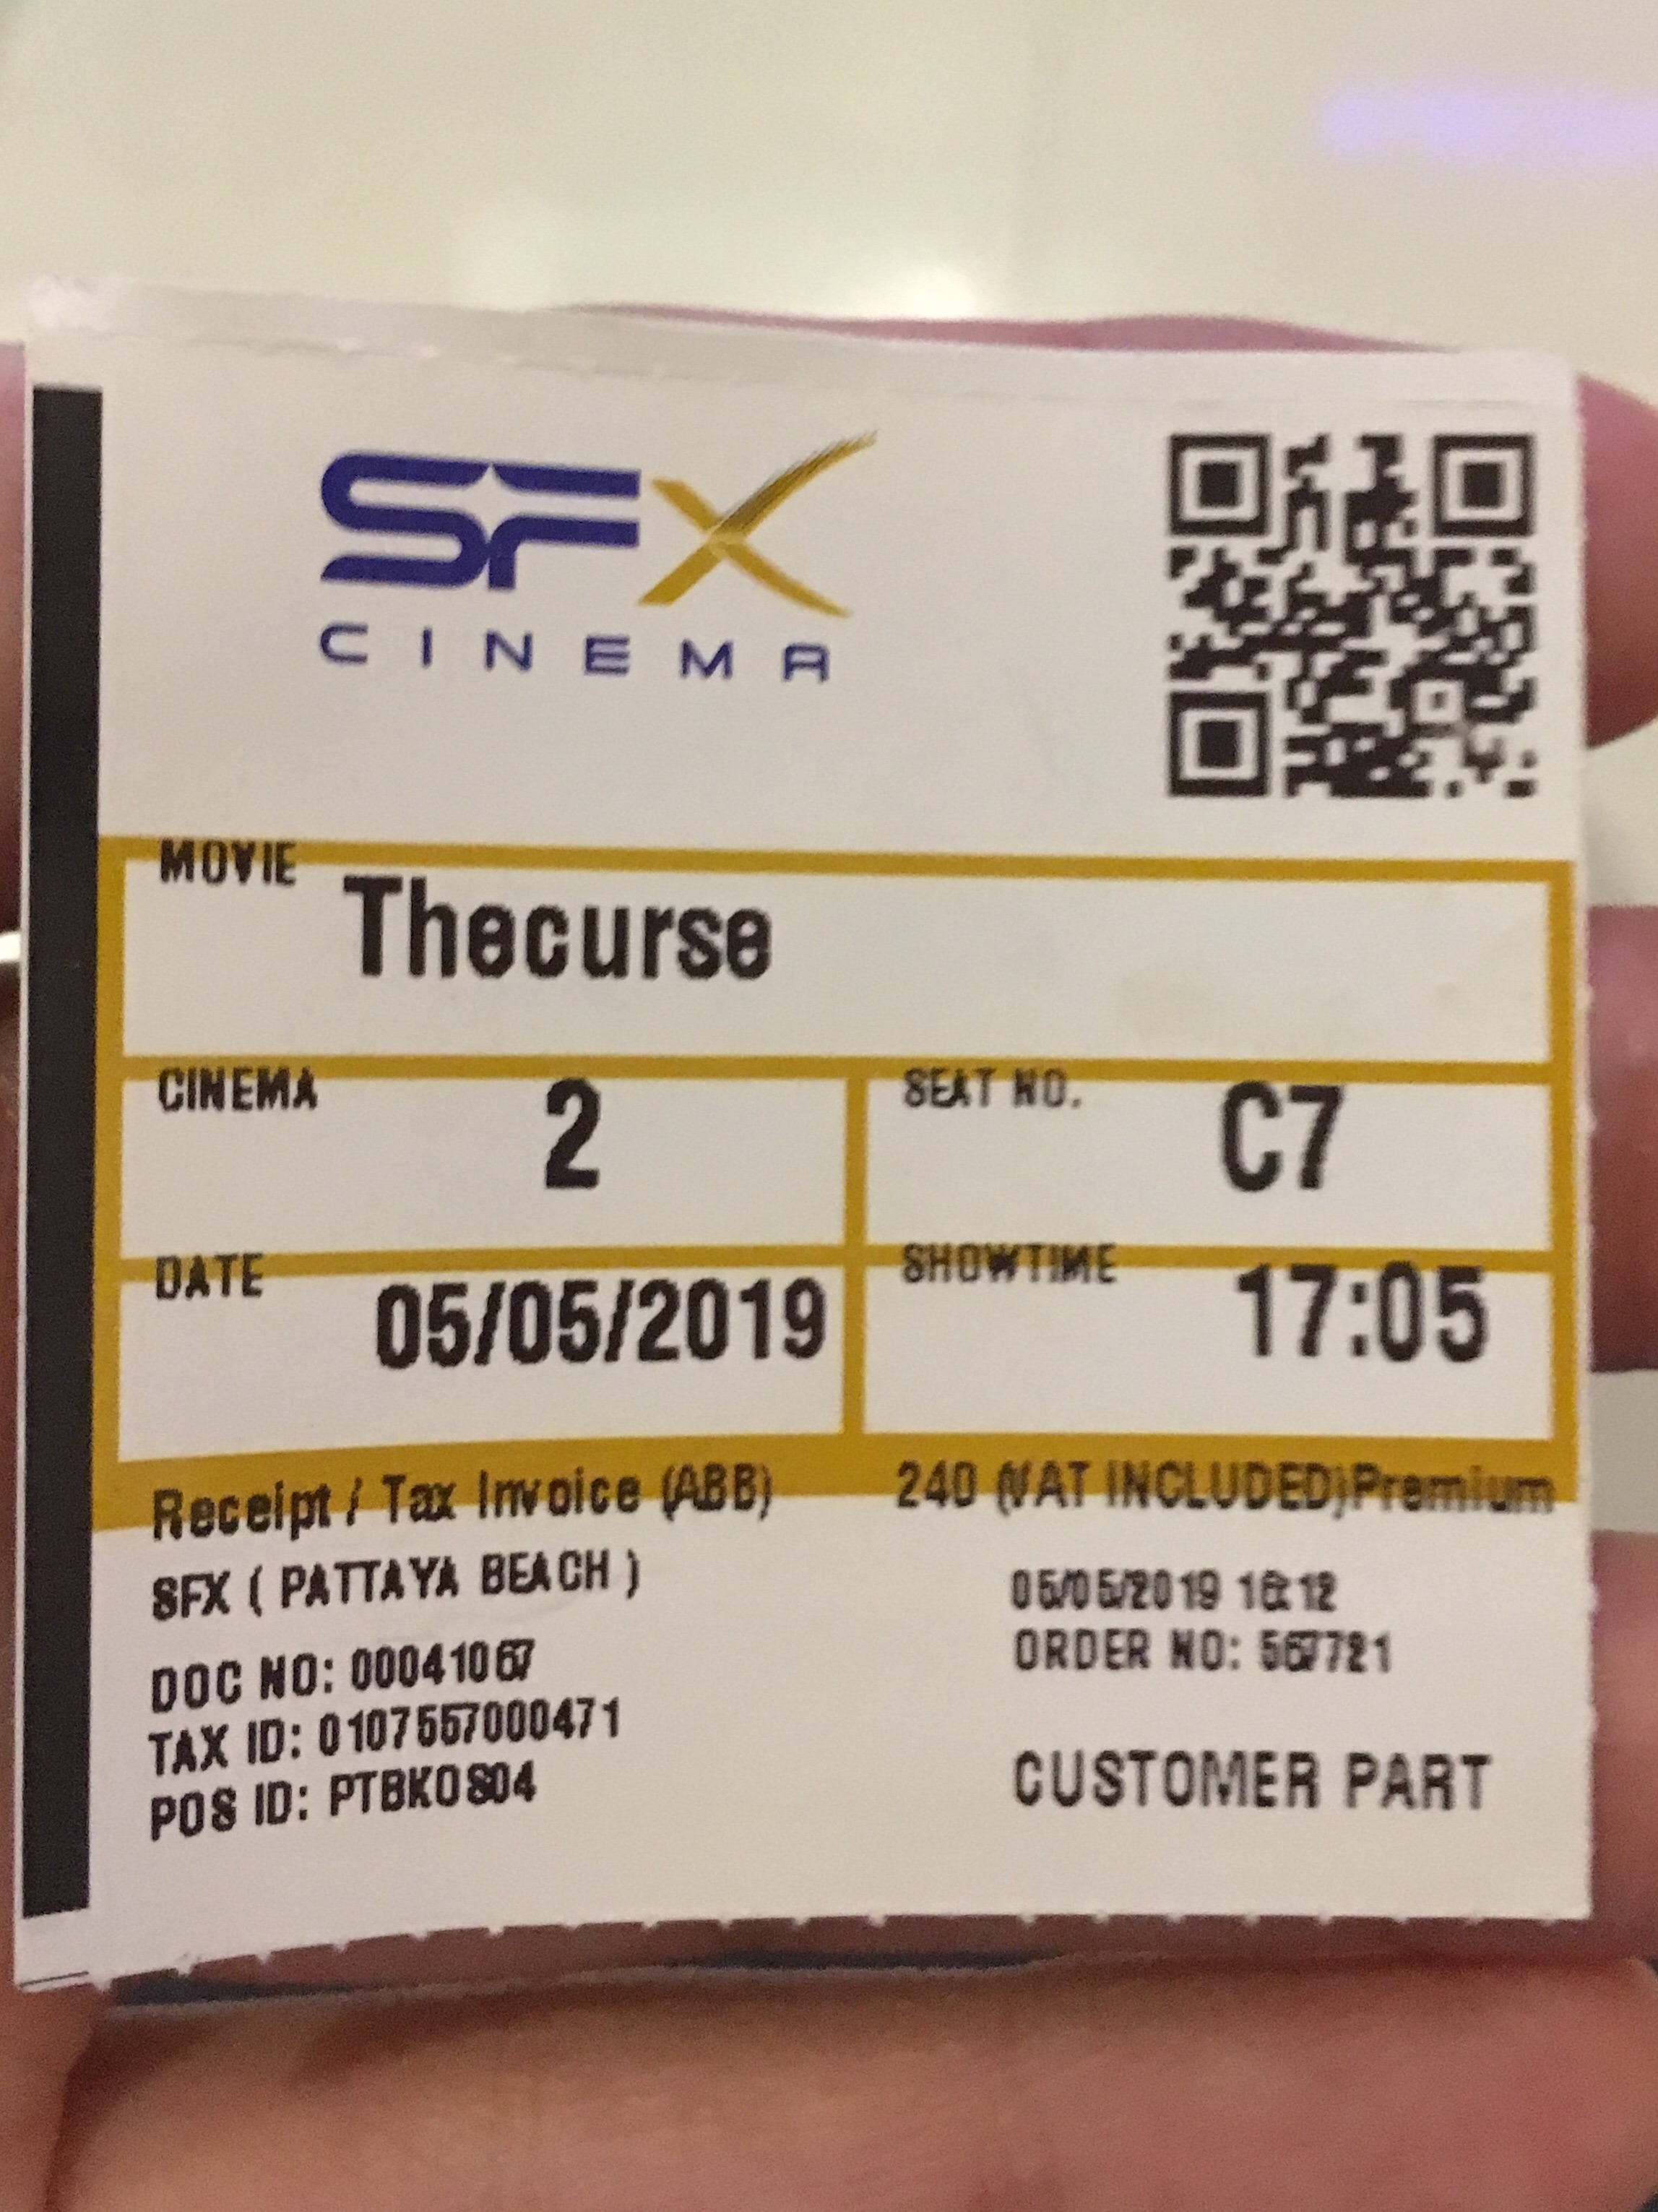 SFX
CINEMA
MOVIE
Thecurse
CINEMA 2 SEAT NO. C7
DATE 05/05/2019 SHOWTIME 17:05
Receipt / Tax Invoice (ABB) 240 (VAT INCLUDED)Premium
SFX ( PATTAYA BEACH ) 05/05/2019 16:12
DOC NO: 00041067 ORDER NO: 567721
TAX ID: 0107557000471
POS ID: PTBKOS04 CUSTOMER PART